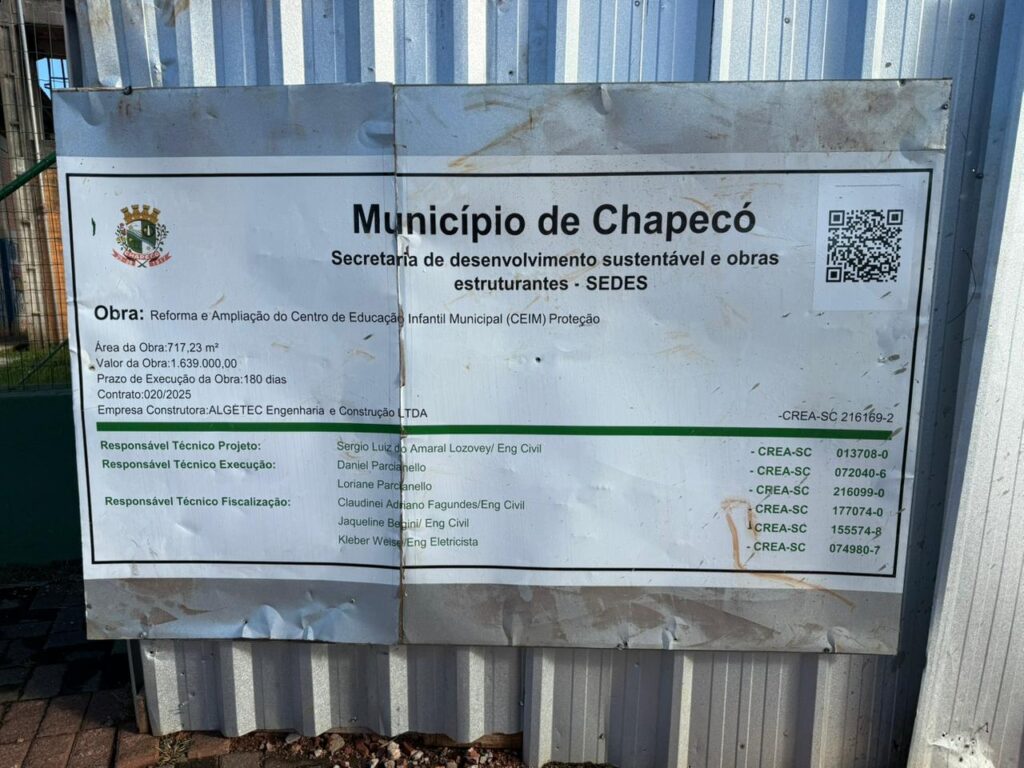 Município de Chapecó
Secretaria de desenvolvimento sustentável e obras
estruturantes - SEDES
CHAPECÓ
Obra: Reforma e Ampliação do Centro de Educação Infantil Municipal (CEIM) Proteção
Área da Obra:717,23 m²
Valor da Obra:1.639.000,00
Prazo de Execução da Obra:180 dias
Contrato:020/2025
Empresa Construtora:ALGETEC Engenharia e Construção LTDA -CREA-SC 216169-2
Responsável Técnico Projeto: Sergio Luiz do Amaral Lozovey/ Eng Civil - CREA-SC 013708-0
Responsável Técnico Execução: Daniel Parcianello - CREA-SC 072040-6
Loriane Parcianello - CREA-SC 216099-0
Responsável Técnico Fiscalização: Claudinei Adriano Fagundes/Eng Civil - CREA-SC 177074-0
Jaqueline Begini/ Eng Civil - CREA-SC 155574-8
Kleber Weise/Eng Eletricista - CREA-SC 074980-7